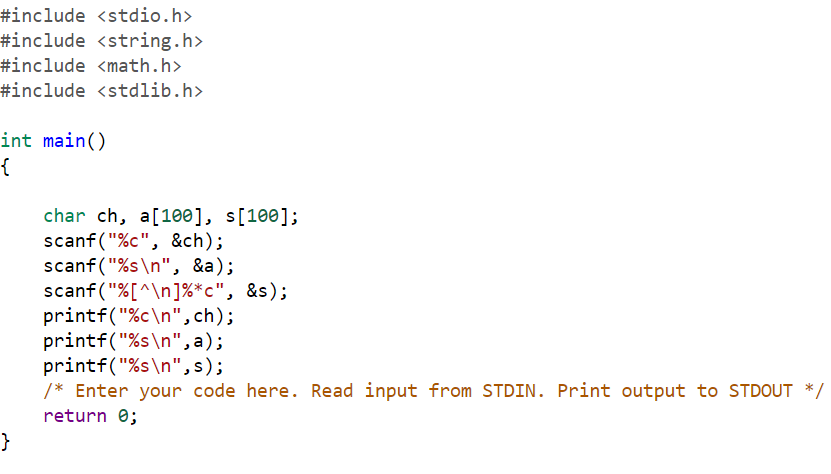 #include <stdio.h>
#include <string.h>
#include <math.h>
#include <stdlib.h>

int main()
{

    char ch, a[100], s[100];
    scanf("%c", &ch);
    scanf("%s\n", &a);
    scanf("%[^\n]%*c", &s);
    printf("%c\n",ch);
    printf("%s\n",a);
    printf("%s\n",s);
    /* Enter your code here. Read input from STDIN. Print output to STDOUT */
    return 0;
}